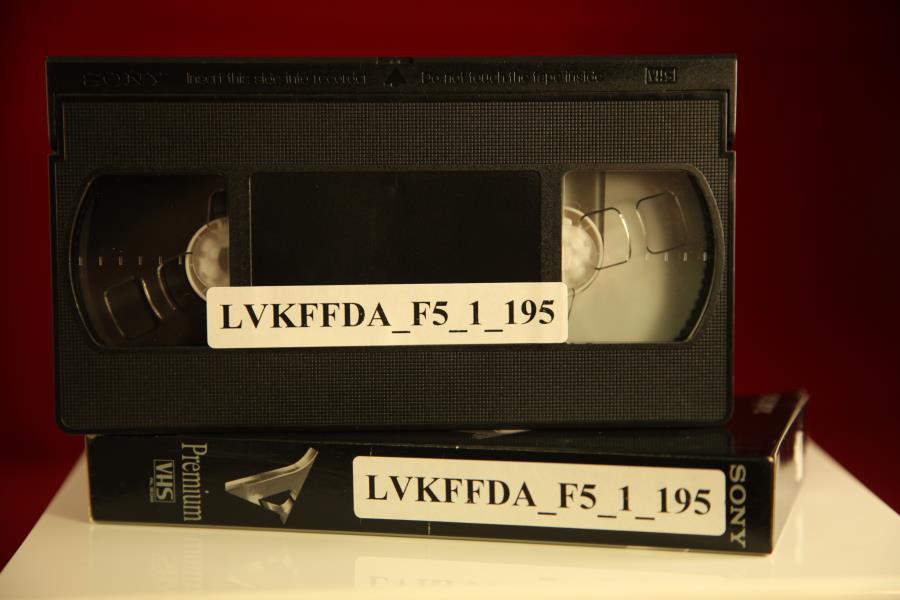 SONY Insert this side into recorder Do not touch the tape inside VHS
LVKFFDA_F5_1_195
Premium
VHS
LVKFFDA_F5_1_195
SONY